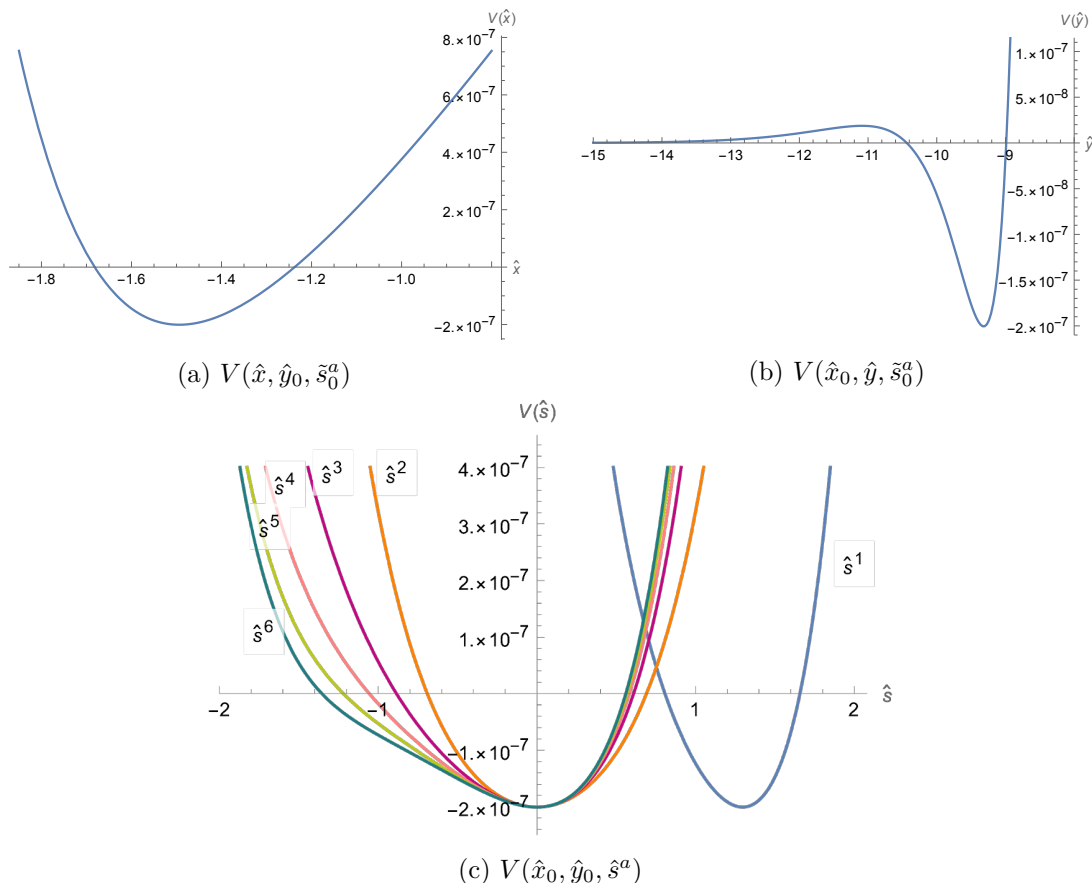 V(x̂)
8.×10⁻⁷
6.×10⁻⁷
4.×10⁻⁷
2.×10⁻⁷
−1.8 −1.6 −1.4 −1.2 −1.0 x̂
−2.×10⁻⁷
(a) V(x̂, ŷ₀, s̃₀ᵃ)
V(ŷ)
1.×10⁻⁷
5.×10⁻⁸
−15 −14 −13 −12 −11 −10 −9 ŷ
−5.×10⁻⁸
−1.×10⁻⁷
−1.5×10⁻⁷
−2.×10⁻⁷
(b) V(x̂₀, ŷ, s̃₀ᵃ)
V(ŝ)
4.×10⁻⁷
ŝ⁴ ŝ³ ŝ²
3.×10⁻⁷
ŝ⁵
ŝ¹
2.×10⁻⁷
ŝ⁶
1.×10⁻⁷
−2 −1 1 2 ŝ
−1.×10⁻⁷
−2.×10⁻⁷
(c) V(x̂₀, ŷ₀, ŝᵃ)